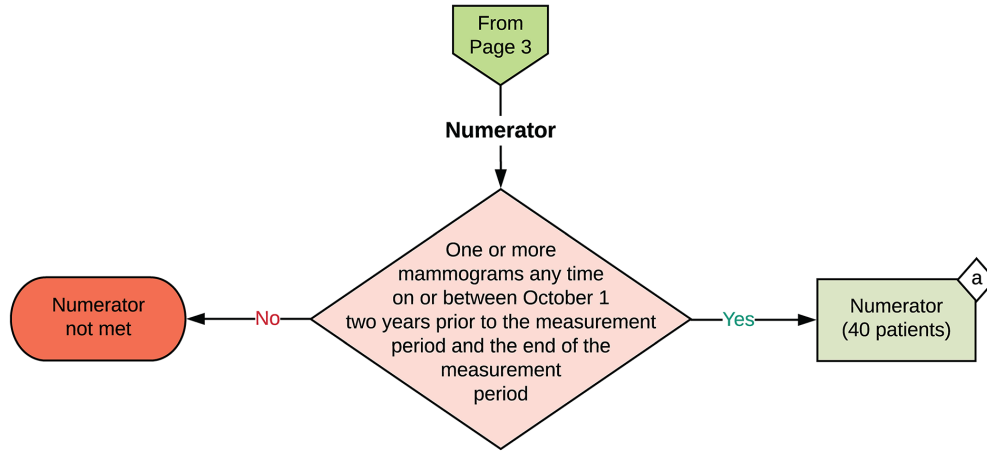 From
Page 3
Numerator
One or more
mammograms any time
on or between October 1
two years prior to the measurement
period and the end of the
measurement
period
No
Numerator
not met
Yes
a
Numerator
(40 patients)